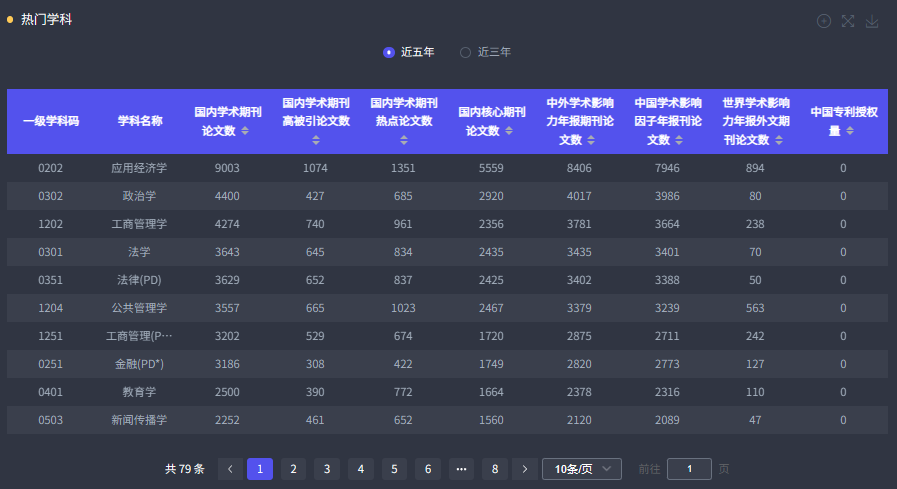 热门学科
近五年 近三年
一级学科码 学科名称 国内学术期刊论文数 国内学术期刊高被引论文数 国内学术期刊热点论文数 国内核心期刊论文数 中外学术影响力年报期刊论文数 中国学术影响因子年报刊论文数 世界学术影响力年报外文期刊论文数 中国专利授权量
0202 应用经济学 9003 1074 1351 5559 8406 7946 894 0
0302 政治学 4400 427 685 2920 4017 3986 80 0
1202 工商管理学 4274 740 961 2356 3781 3664 238 0
0301 法学 3643 645 834 2435 3435 3401 70 0
0351 法律(PD) 3629 652 837 2425 3402 3388 50 0
1204 公共管理学 3557 665 1023 2467 3379 3239 563 0
1251 工商管理(P… 3202 529 674 1720 2875 2711 242 0
0251 金融(PD*) 3186 308 422 1749 2820 2773 127 0
0401 教育学 2500 390 772 1664 2378 2316 110 0
0503 新闻传播学 2252 461 652 1560 2120 2089 47 0
共 79 条 1 2 3 4 5 6 ··· 8 10条/页 前往 1 页